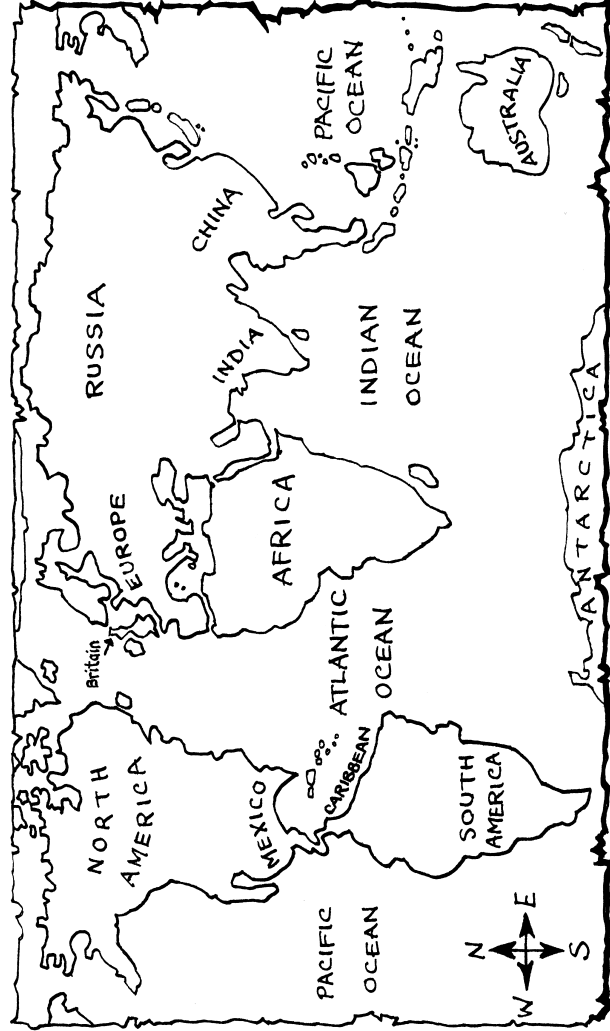 Britain
EUROPE
RUSSIA
NORTH
AMERICA
CHINA
PACIFIC
OCEAN
MEXICO
CARIBBEAN
ATLANTIC
OCEAN
AFRICA
INDIA
INDIAN
OCEAN
PACIFIC
OCEAN
SOUTH
AMERICA
AUSTRALIA
N
W E
S
ANTARCTICA